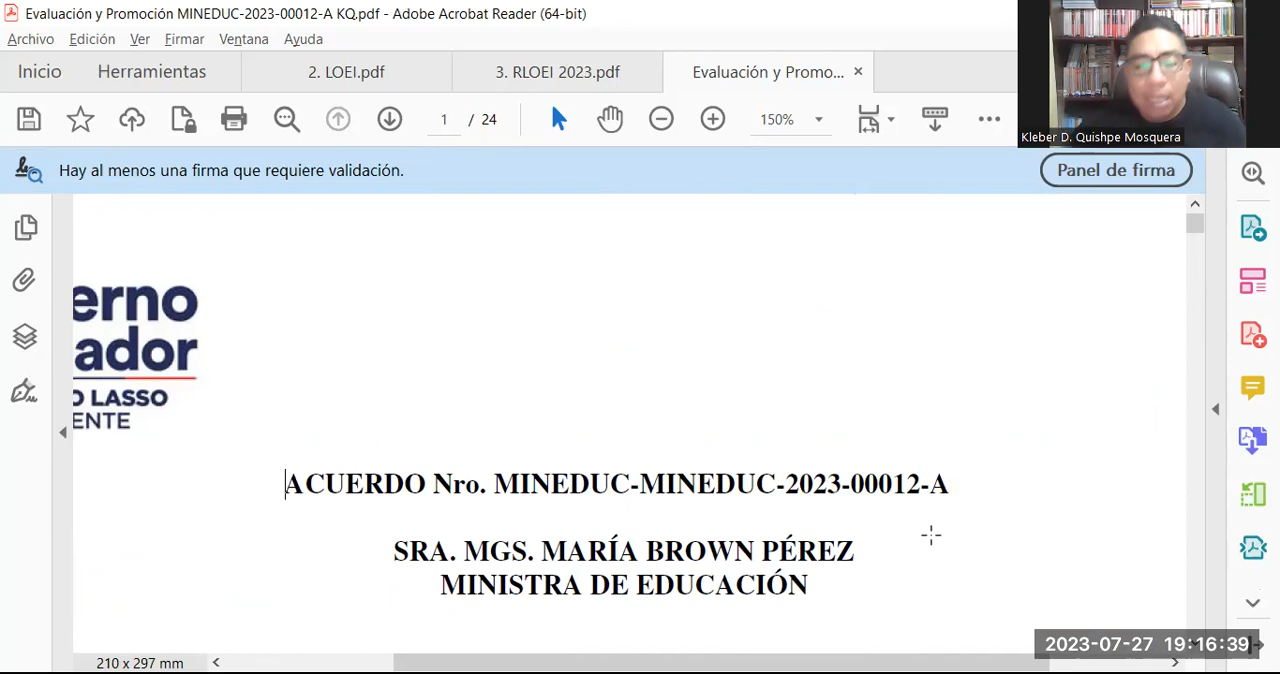 Evaluación y Promoción MINEDUC-2023-00012-A KQ.pdf - Adobe Acrobat Reader (64-bit)
Archivo Edición Ver Firmar Ventana Ayuda
Inicio Herramientas 2. LOEI.pdf 3. RLOEI 2023.pdf Evaluación y Promo... ×
1 / 24 150%
Kleber D. Quishpe Mosquera
Hay al menos una firma que requiere validación. Panel de firma
erno
ador
O LASSO
ENTE
ACUERDO Nro. MINEDUC-MINEDUC-2023-00012-A
SRA. MGS. MARÍA BROWN PÉREZ
MINISTRA DE EDUCACIÓN
2023-07-27 19:16:39
210 x 297 mm